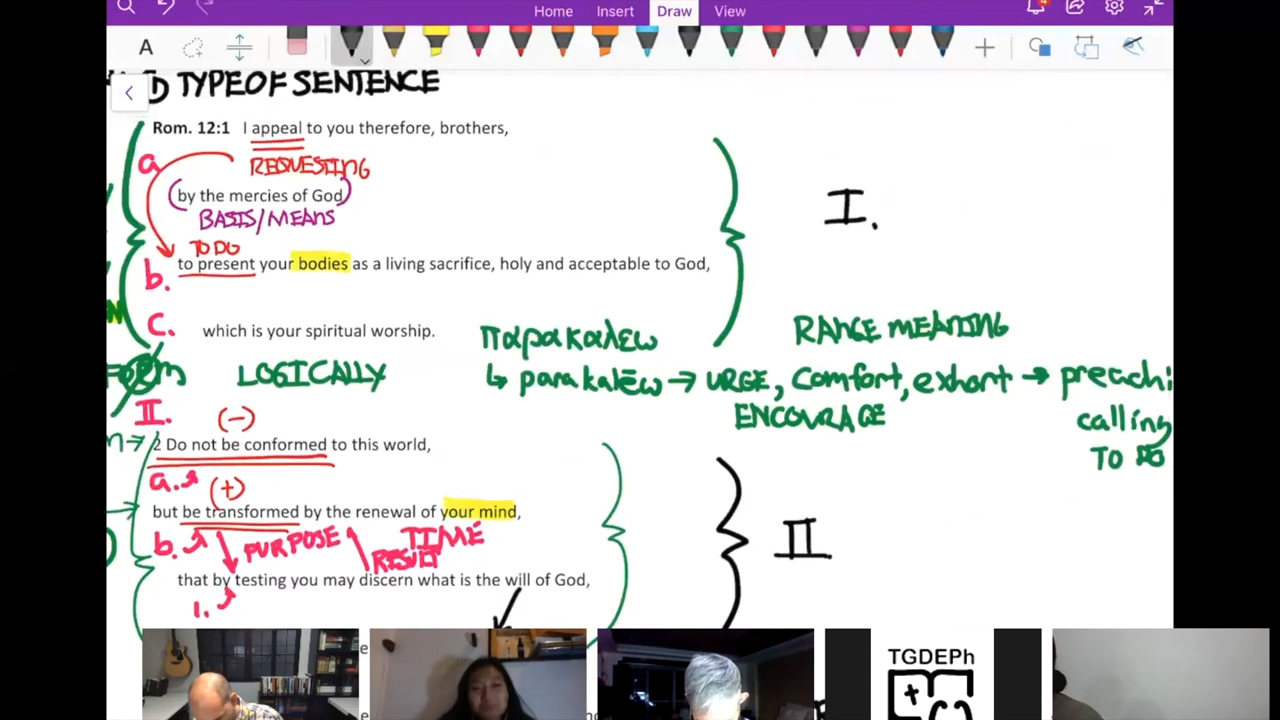 Home Insert Draw View
A
① TYPE OF SENTENCE
Rom. 12:1 I appeal to you therefore, brothers,
a REQUESTING
by the mercies of God
BASIS/MEANS
I.
TO DO
b. to present your bodies as a living sacrifice, holy and acceptable to God,
c. which is your spiritual worship.
παρακαλεω RANGE MEANING
LOGICALLY
↳ parakalēω → URGE, comfort, exhort → preachi
ENCOURAGE calling
TO DO
II. (-)
2 Do not be conformed to this world,
a. (+)
but be transformed by the renewal of your mind,
b. PURPOSE RESULT TIME
II
that by testing you may discern what is the will of God,
1.
TGDEPh